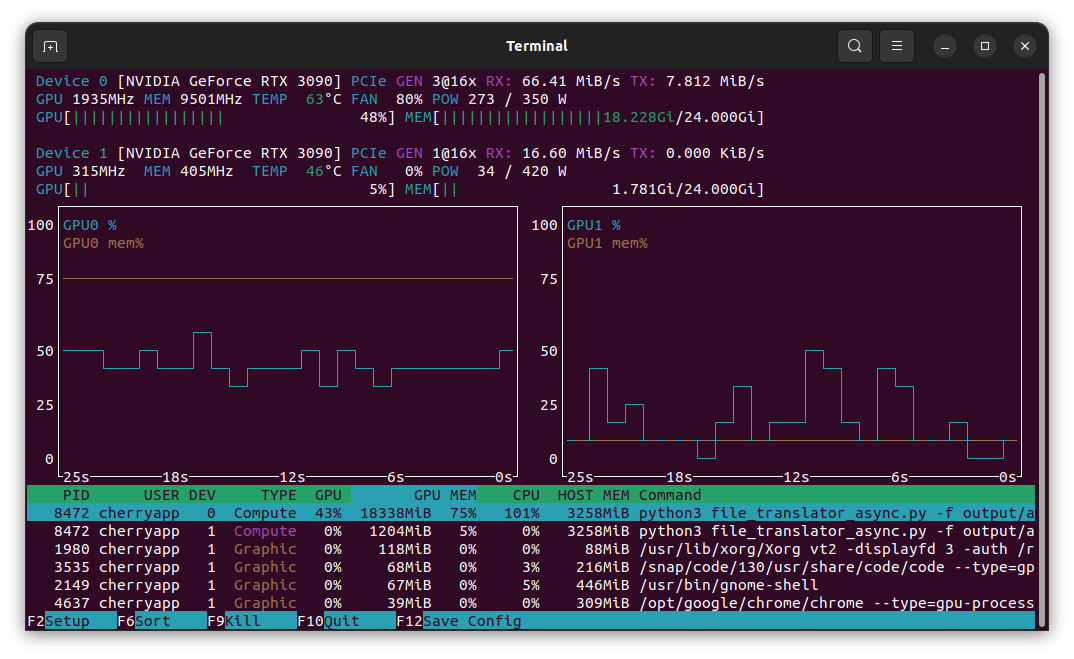 Terminal
Device 0 [NVIDIA GeForce RTX 3090] PCIe GEN 3@16x RX: 66.41 MiB/s TX: 7.812 MiB/s
GPU 1935MHz MEM 9501MHz TEMP  63°C FAN  80% POW 273 / 350 W
GPU[|||||||||||||||||               48%] MEM[||||||||||||||||||18.228Gi/24.000Gi]
Device 1 [NVIDIA GeForce RTX 3090] PCIe GEN 1@16x RX: 16.60 MiB/s TX: 0.000 KiB/s
GPU 315MHz  MEM 405MHz  TEMP  46°C FAN   0% POW  34 / 420 W
GPU[||                               5%] MEM[||                 1.781Gi/24.000Gi]
100 GPU0 %
GPU0 mem%
75
50
25
0
25s 18s 12s 6s 0s
100 GPU1 %
GPU1 mem%
75
50
25
0
25s 18s 12s 6s 0s
PID USER DEV TYPE GPU GPU MEM CPU HOST MEM Command
8472 cherryapp 0 Compute 43% 18338MiB 75% 101% 3258MiB python3 file_translator_async.py -f output/a
8472 cherryapp 1 Compute 0% 1204MiB 5% 0% 3258MiB python3 file_translator_async.py -f output/a
1980 cherryapp 1 Graphic 0% 118MiB 0% 0% 88MiB /usr/lib/xorg/Xorg vt2 -displayfd 3 -auth /r
3535 cherryapp 1 Graphic 0% 68MiB 0% 3% 216MiB /snap/code/130/usr/share/code/code --type=gp
2149 cherryapp 1 Graphic 0% 67MiB 0% 5% 446MiB /usr/bin/gnome-shell
4637 cherryapp 1 Graphic 0% 39MiB 0% 0% 309MiB /opt/google/chrome/chrome --type=gpu-process
F2Setup F6Sort F9Kill F10Quit F12Save Config